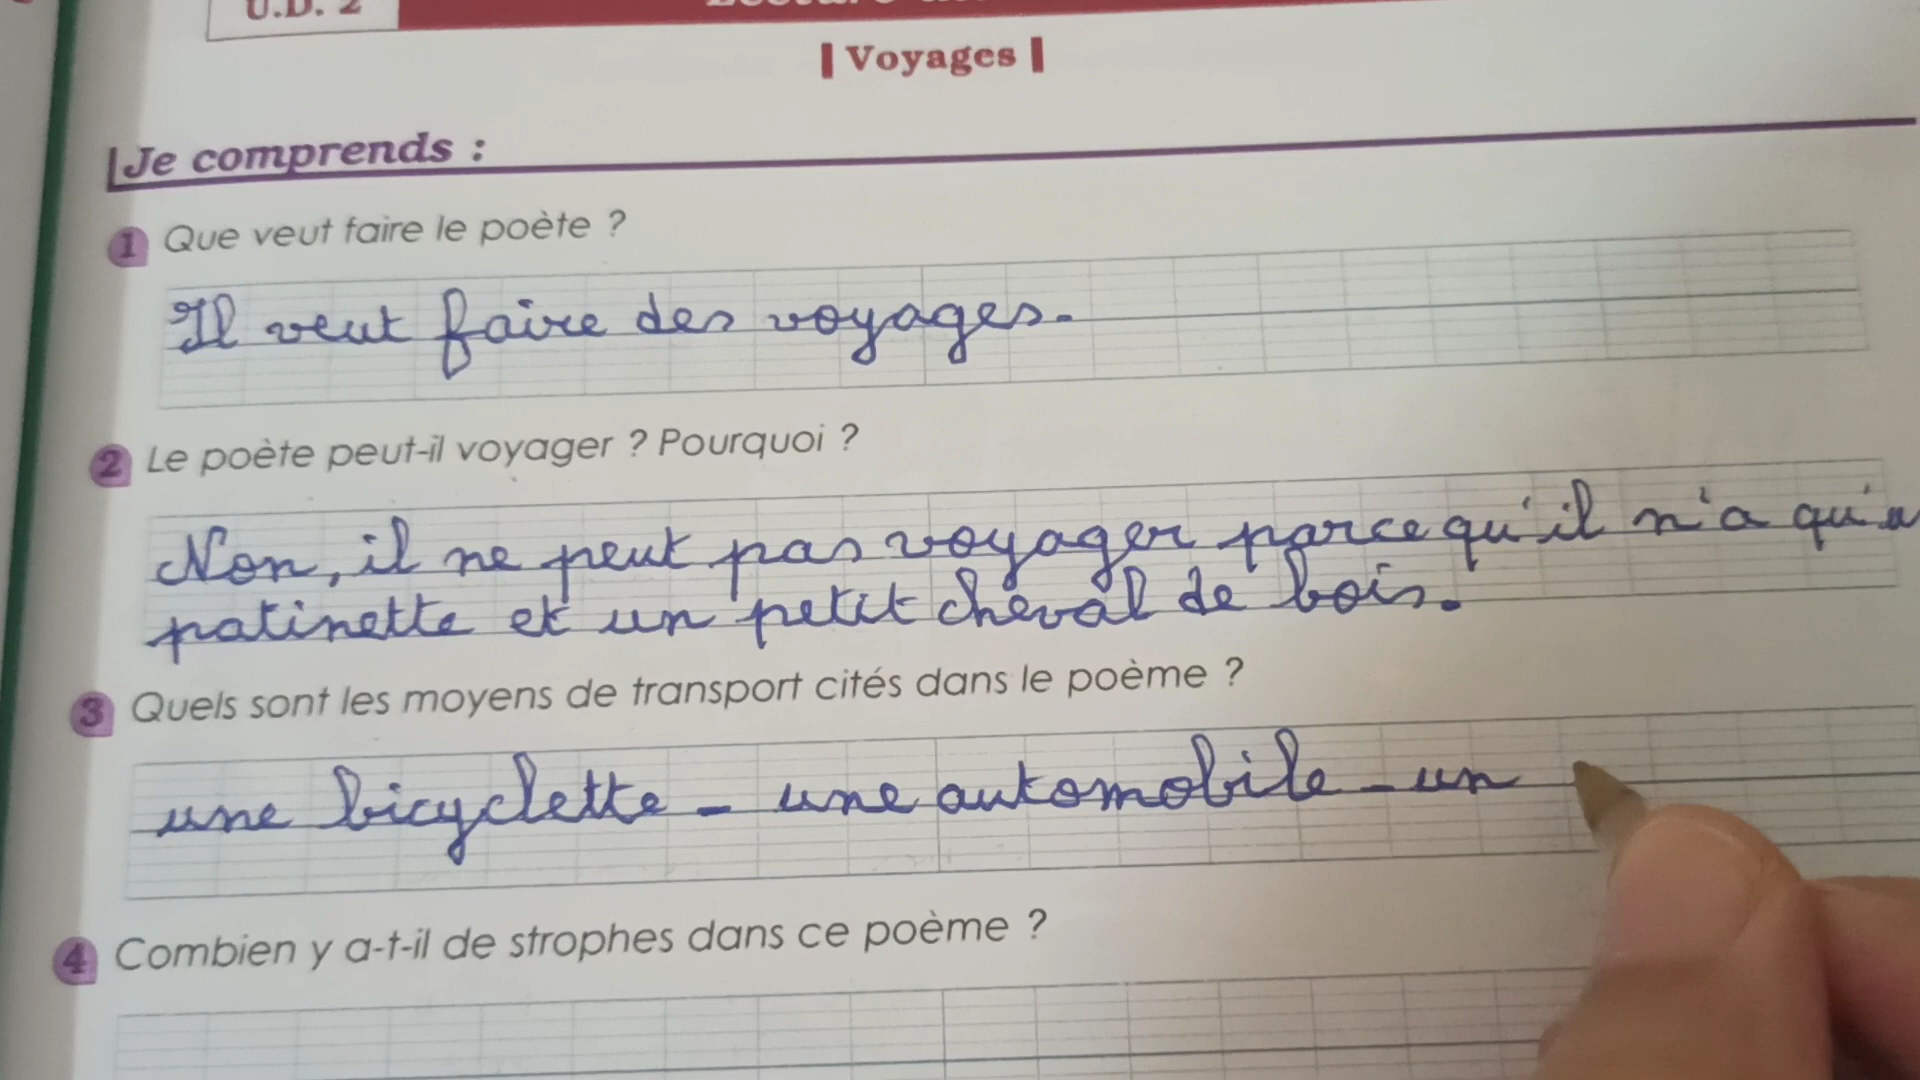 U.D. 2
Voyages
Je comprends :
1 Que veut faire le poète ?
Il veut faire des voyages.
2 Le poète peut-il voyager ? Pourquoi ?
Non, il ne peut pas voyager parce qu'il n'a qu'u
patinette et un petit cheval de bois.
3 Quels sont les moyens de transport cités dans le poème ?
une bicyclette - une automobile - un
4 Combien y a-t-il de strophes dans ce poème ?